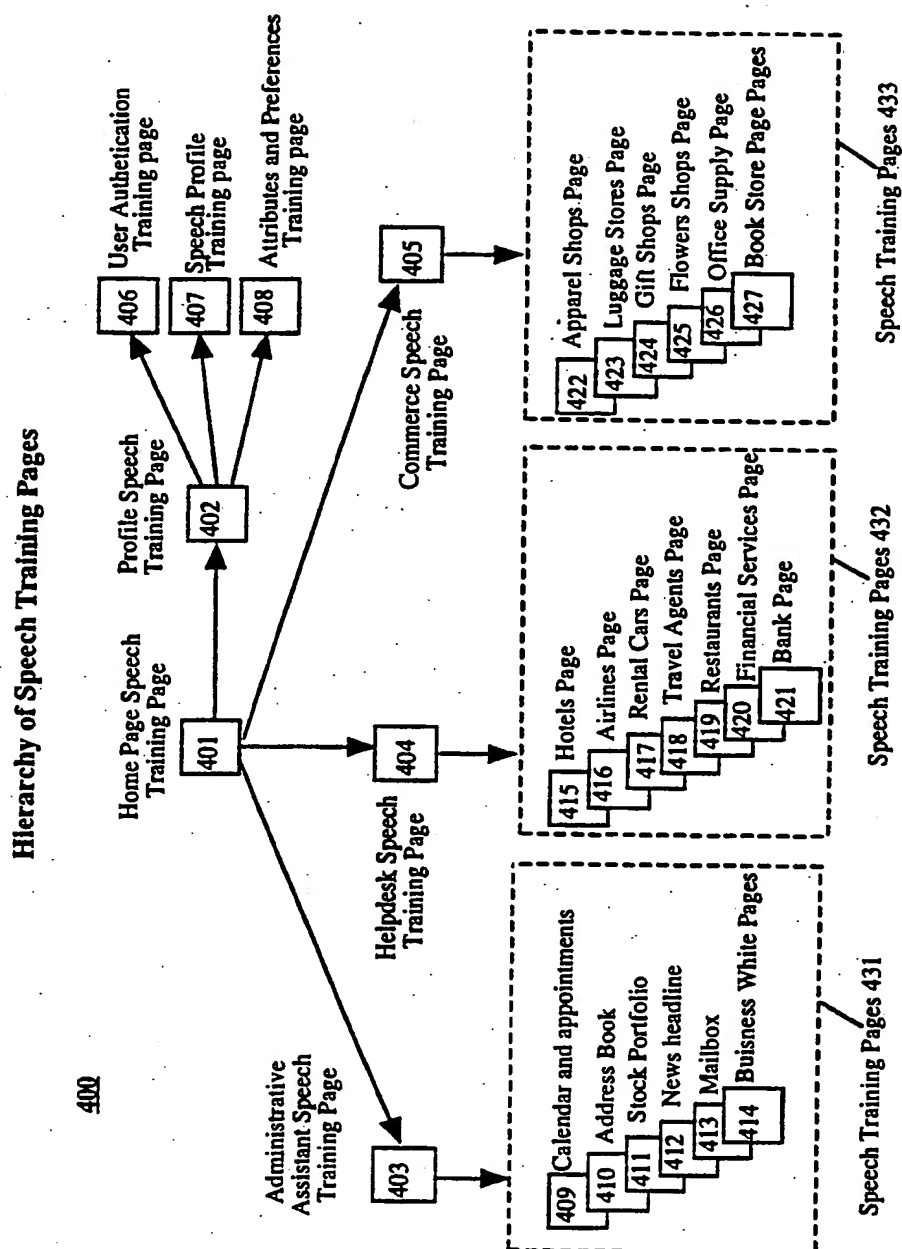 Hierarchy of Speech Training Pages
400
Home Page Speech
Training Page
401
Profile Speech
Training Page
402
406
User Authetication
Training page
407
Speech Profile
Training page
408
Attributes and Preferences
Training page
Administrative
Assistant Speech
Training Page
403
Helpdesk Speech
Training Page
404
Commerce Speech
Training Page
405
409 Calendar and appointments
410 Address Book
411 Stock Portfolio
412 News headline
413 Mailbox
414 Buisness White Pages
Speech Training Pages 431
415 Hotels Page
416 Airlines Page
417 Rental Cars Page
418 Travel Agents Page
419 Restaurants Page
420 Financial Services Page
421 Bank Page
Speech Training Pages 432
422 Apparel Shops Page
423 Luggage Stores Page
424 Gift Shops Page
425 Flowers Shops Page
426 Office Supply Page
427 Book Store Page Pages
Speech Training Pages 433